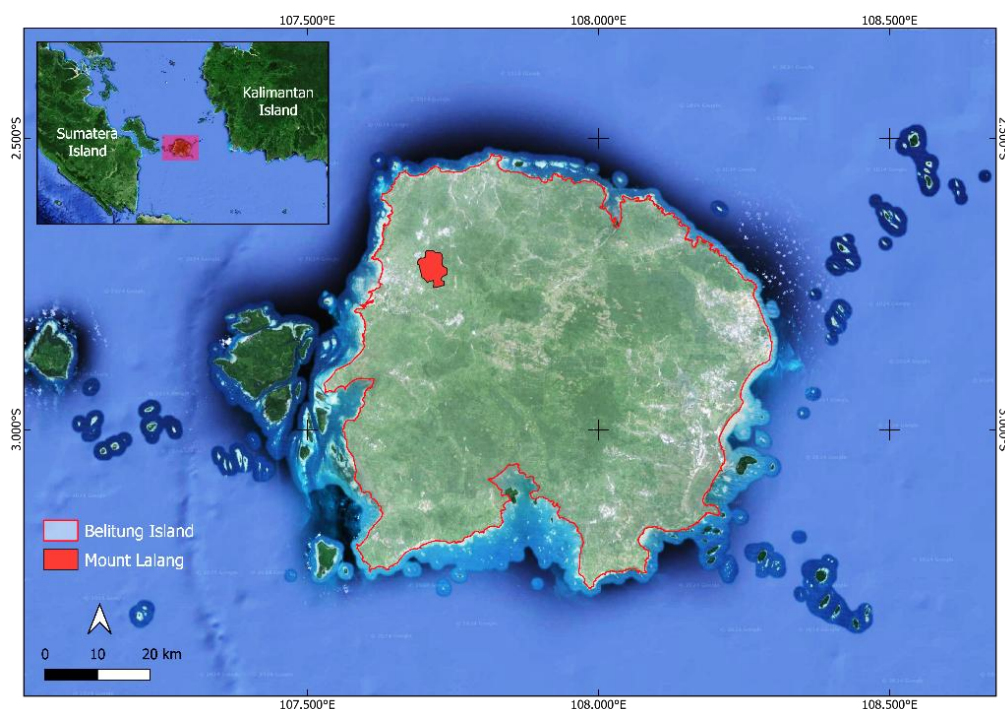 107.500°E
108.000°E
108.500°E
Sumatera
Island
Kalimantan
Island
2.500°S
2.500°S
3.000°S
3.000°S
Belitung Island
Mount Lalang
0
10
20 km
107.500°E
108.000°E
108.500°E